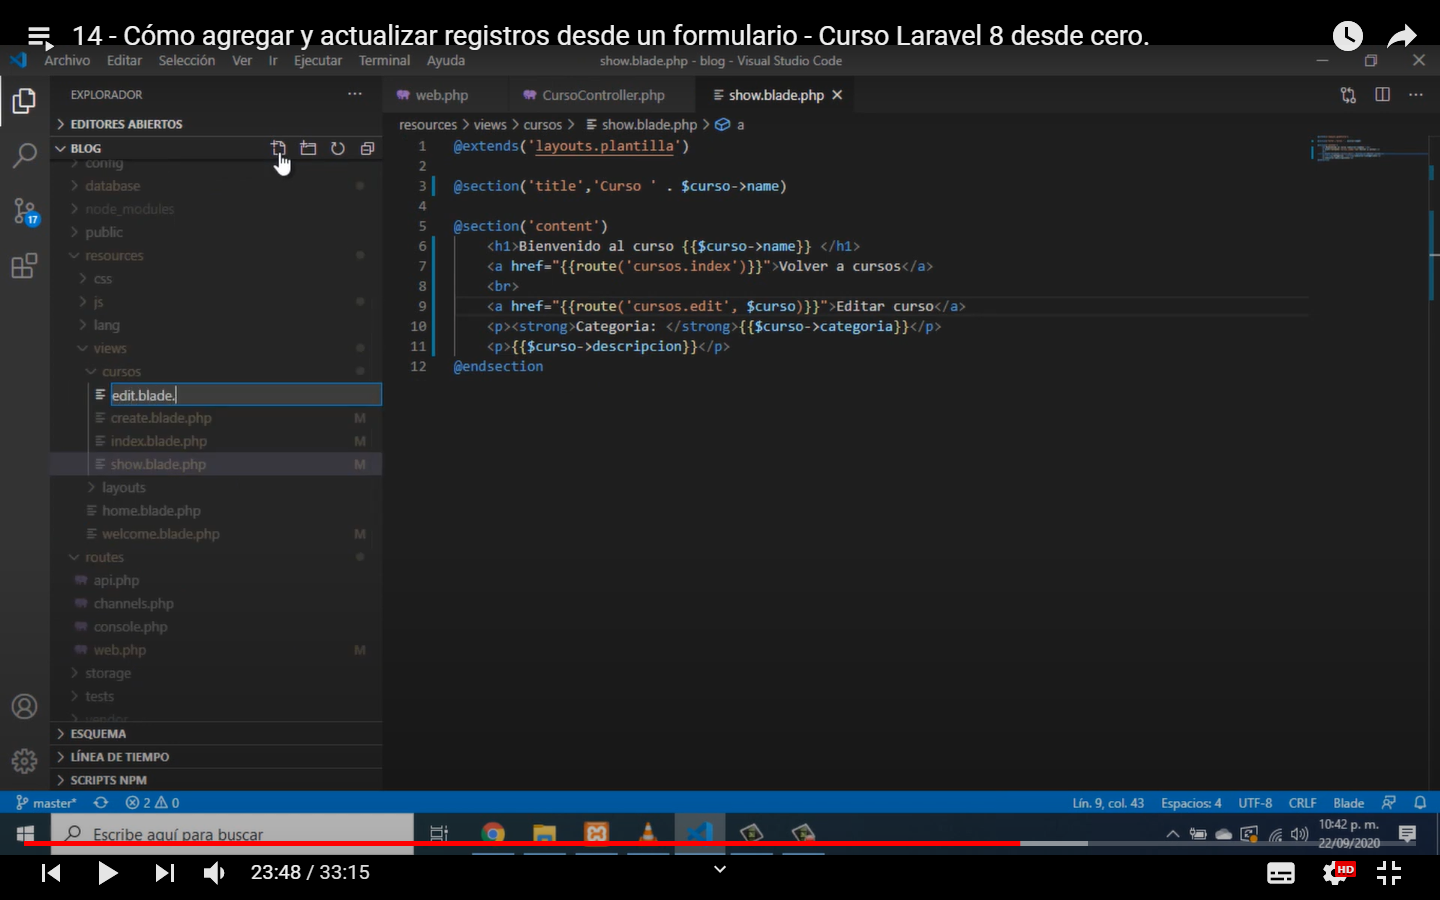 14 - Cómo agregar y actualizar registros desde un formulario - Curso Laravel 8 desde cero.
Archivo Editar Selección Ver Ir Ejecutar Terminal Ayuda
show.blade.php - blog - Visual Studio Code
EXPLORADOR
web.php CursoController.php show.blade.php
EDITORES ABIERTOS
resources > views > cursos > show.blade.php > a
BLOG
config
database
node_modules
public
resources
css
js
lang
views
cursos
edit.blade.
create.blade.php M
index.blade.php M
show.blade.php M
layouts
home.blade.php
welcome.blade.php M
routes
api.php
channels.php
console.php
web.php M
storage
tests
vendor
ESQUEMA
LÍNEA DE TIEMPO
SCRIPTS NPM
17
1 @extends('layouts.plantilla')
2
3 @section('title','Curso ' . $curso->name)
4
5 @section('content')
6 <h1>Bienvenido al curso {{$curso->name}} </h1>
7 <a href="{{route('cursos.index')}}">Volver a cursos</a>
8 <br>
9 <a href="{{route('cursos.edit', $curso)}}">Editar curso</a>
10 <p><strong>Categoria: </strong>{{$curso->categoria}}</p>
11 <p>{{$curso->descripcion}}</p>
12 @endsection
master* 2 0
Lín. 9, col. 43 Espacios: 4 UTF-8 CRLF Blade
Escribe aquí para buscar
10:42 p. m.
22/09/2020
23:48 / 33:15
HD